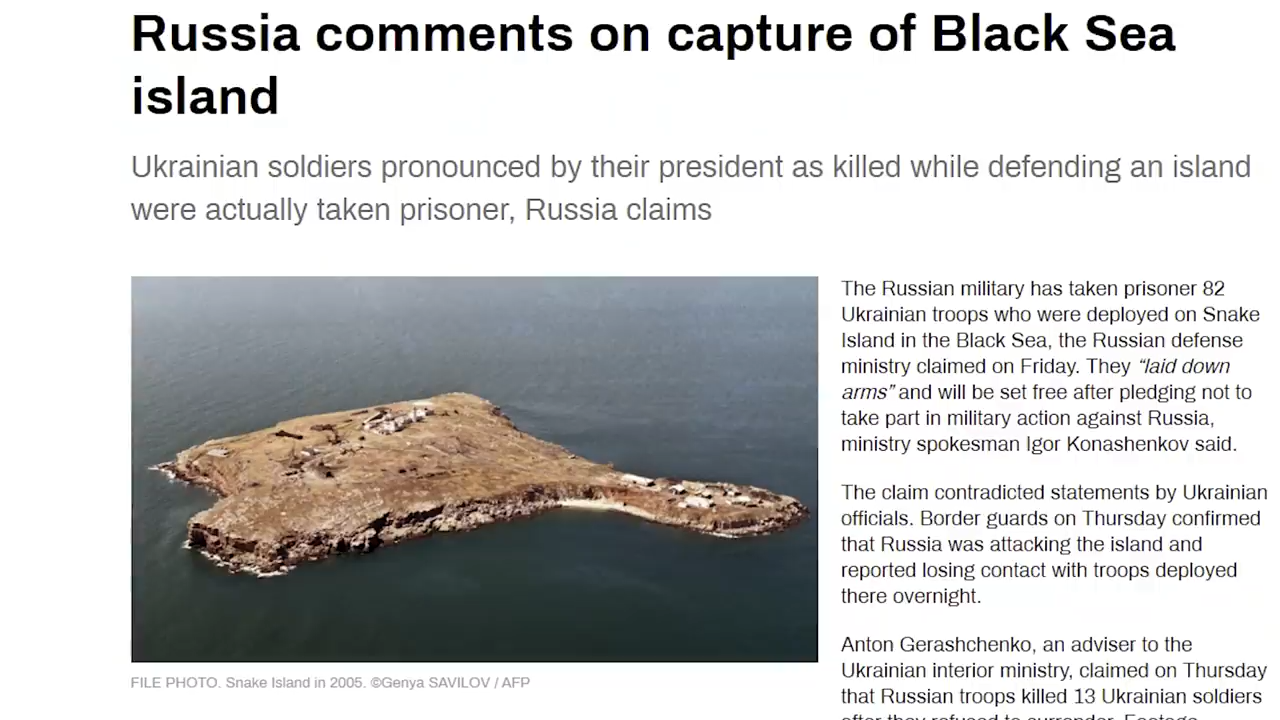 Russia comments on capture of Black Sea
island
Ukrainian soldiers pronounced by their president as killed while defending an island
were actually taken prisoner, Russia claims
The Russian military has taken prisoner 82
Ukrainian troops who were deployed on Snake
Island in the Black Sea, the Russian defense
ministry claimed on Friday. They “laid down
arms” and will be set free after pledging not to
take part in military action against Russia,
ministry spokesman Igor Konashenkov said.
The claim contradicted statements by Ukrainian
officials. Border guards on Thursday confirmed
that Russia was attacking the island and
reported losing contact with troops deployed
there overnight.
Anton Gerashchenko, an adviser to the
Ukrainian interior ministry, claimed on Thursday
that Russian troops killed 13 Ukrainian soldiers
after they refused to surrender. Footage
FILE PHOTO. Snake Island in 2005. ©Genya SAVILOV / AFP